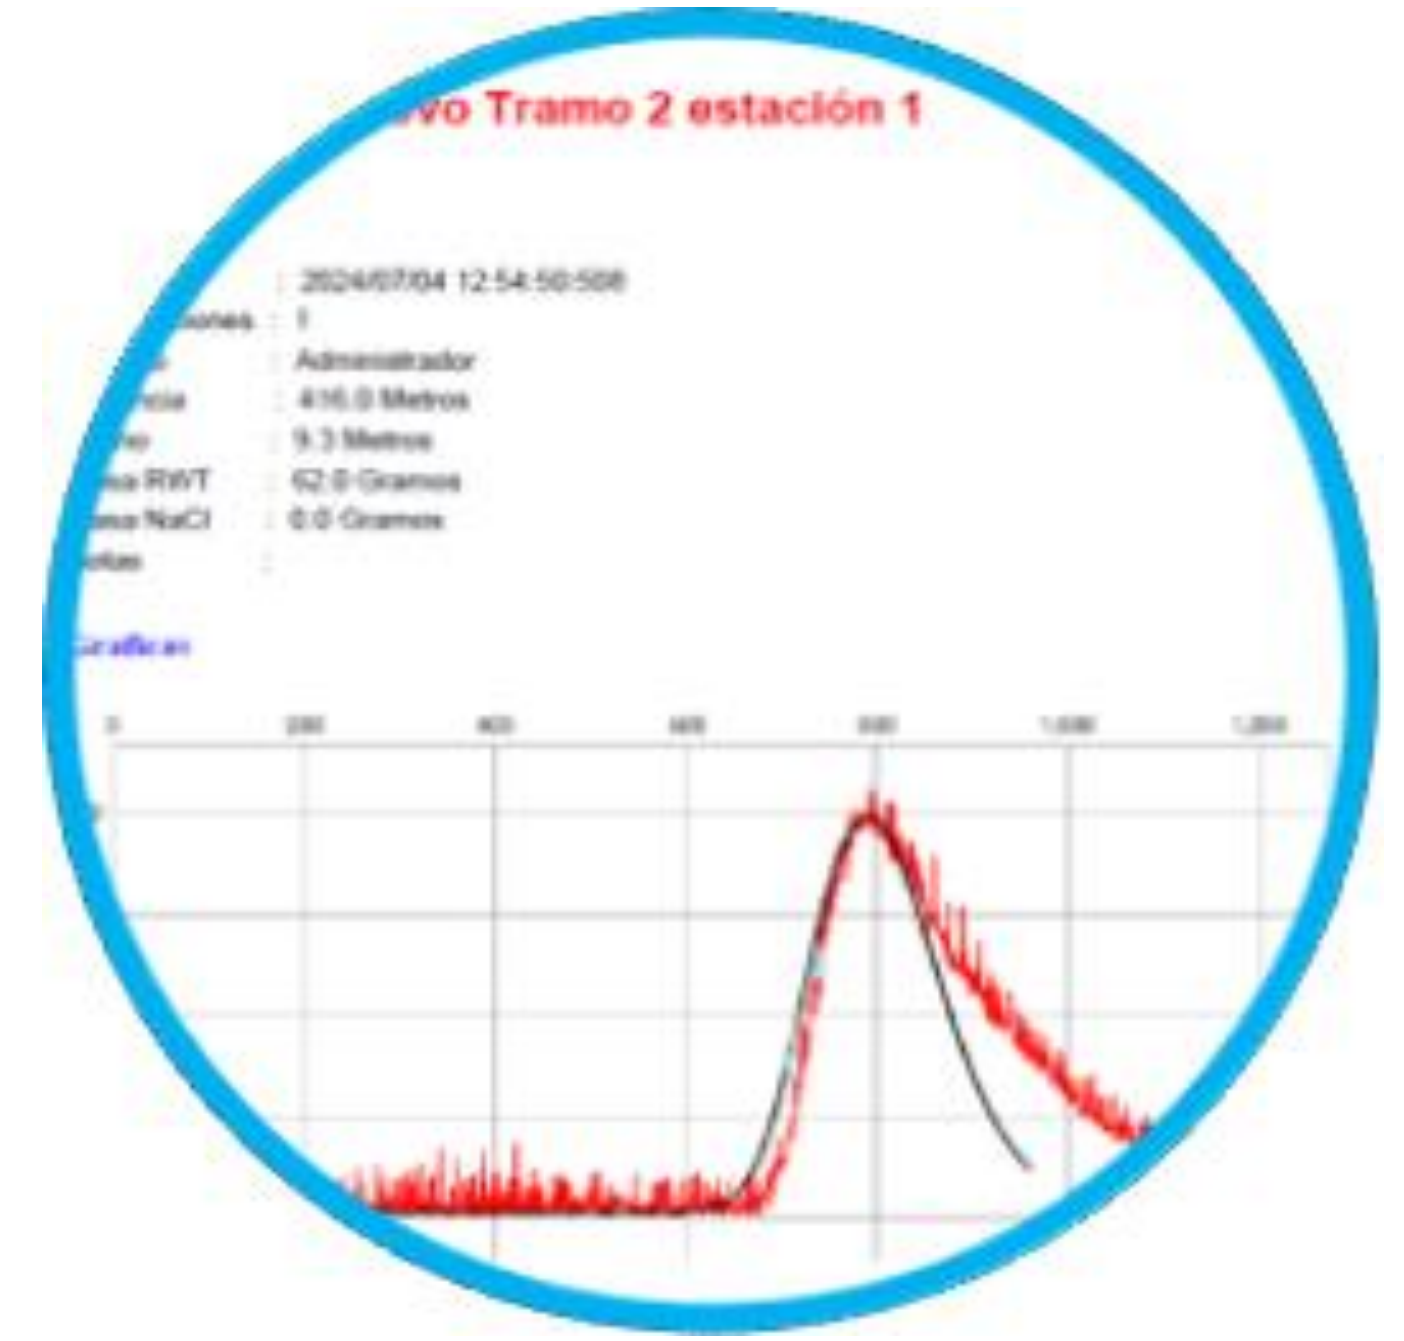 Tramo 2 estación 1
: 2024/07/04 12:54:50:508
: 1
: Administrador
: 416.0 Metros
: 9.3 Metros
RWT : 62.0 Gramos
NaCl : 0.0 Gramos
:
0 200 400 600 800 1,000 1,200